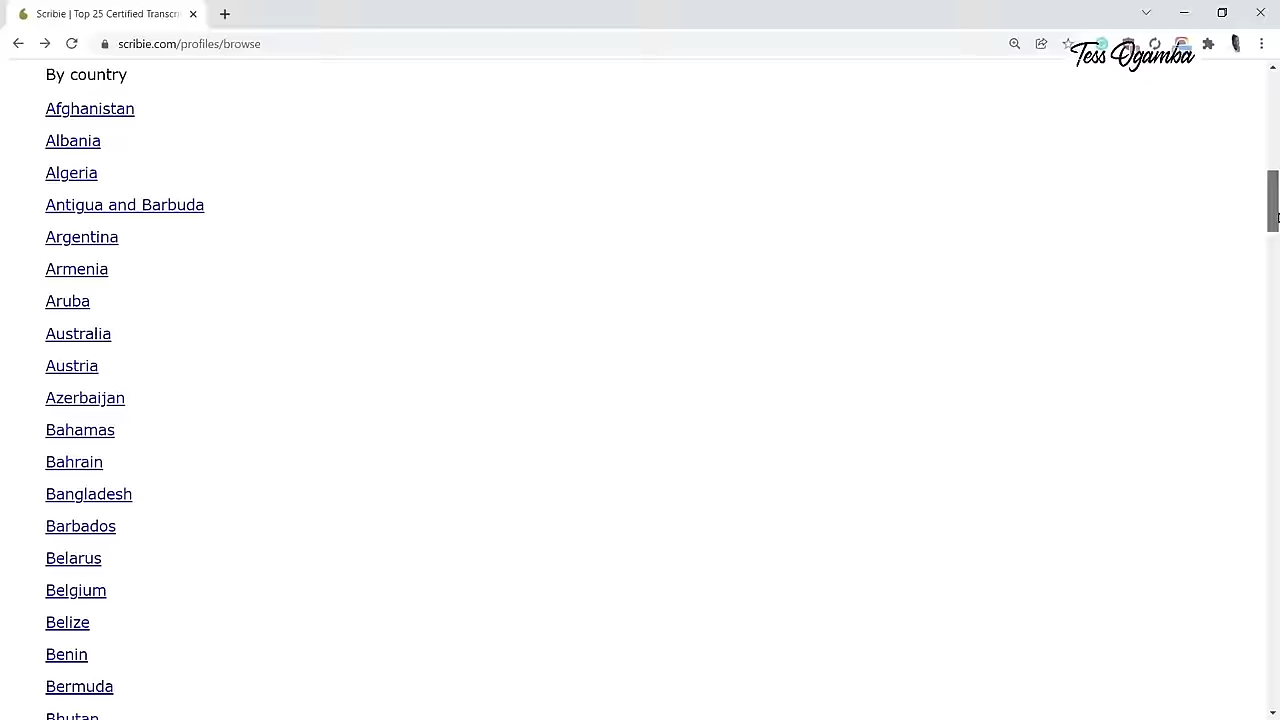 Scribie | Top 25 Certified Transcri
scribie.com/profiles/browse
Tess Ogamba
By country
Afghanistan
Albania
Algeria
Antigua and Barbuda
Argentina
Armenia
Aruba
Australia
Austria
Azerbaijan
Bahamas
Bahrain
Bangladesh
Barbados
Belarus
Belgium
Belize
Benin
Bermuda
Bhutan